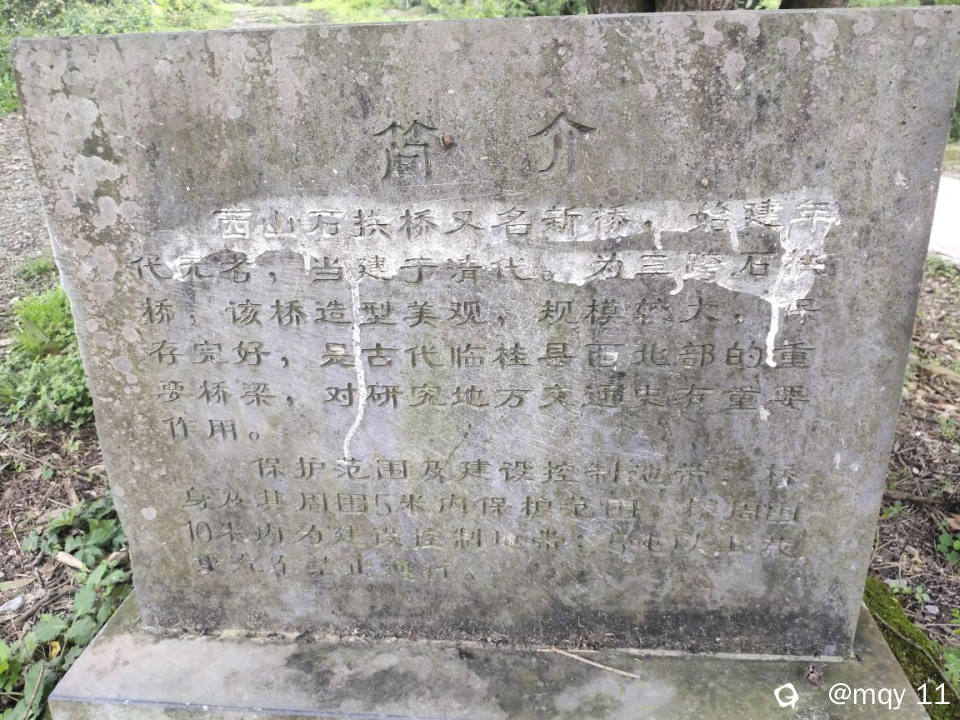 简 介
西山石拱桥又名新桥，始建年
代无考，当建于清代。为三跨石拱
桥，该桥造型美观，规模较大，保
存完好，是古代临桂县西北部的重
要桥梁，对研究地方交通史有重要
作用。
保护范围及建设控制地带：桥
身及其周围5米内保护范围，桥周围
10米内为建设控制地带；
@mqy 11